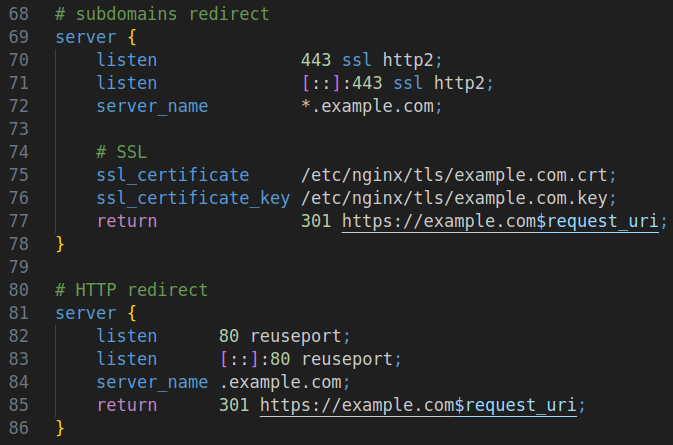 68 # subdomains redirect
69 server {
70     listen              443 ssl http2;
71     listen              [::]:443 ssl http2;
72     server_name         *.example.com;
73
74     # SSL
75     ssl_certificate     /etc/nginx/tls/example.com.crt;
76     ssl_certificate_key /etc/nginx/tls/example.com.key;
77     return              301 https://example.com$request_uri;
78 }
79
80 # HTTP redirect
81 server {
82     listen      80 reuseport;
83     listen      [::]:80 reuseport;
84     server_name .example.com;
85     return      301 https://example.com$request_uri;
86 }